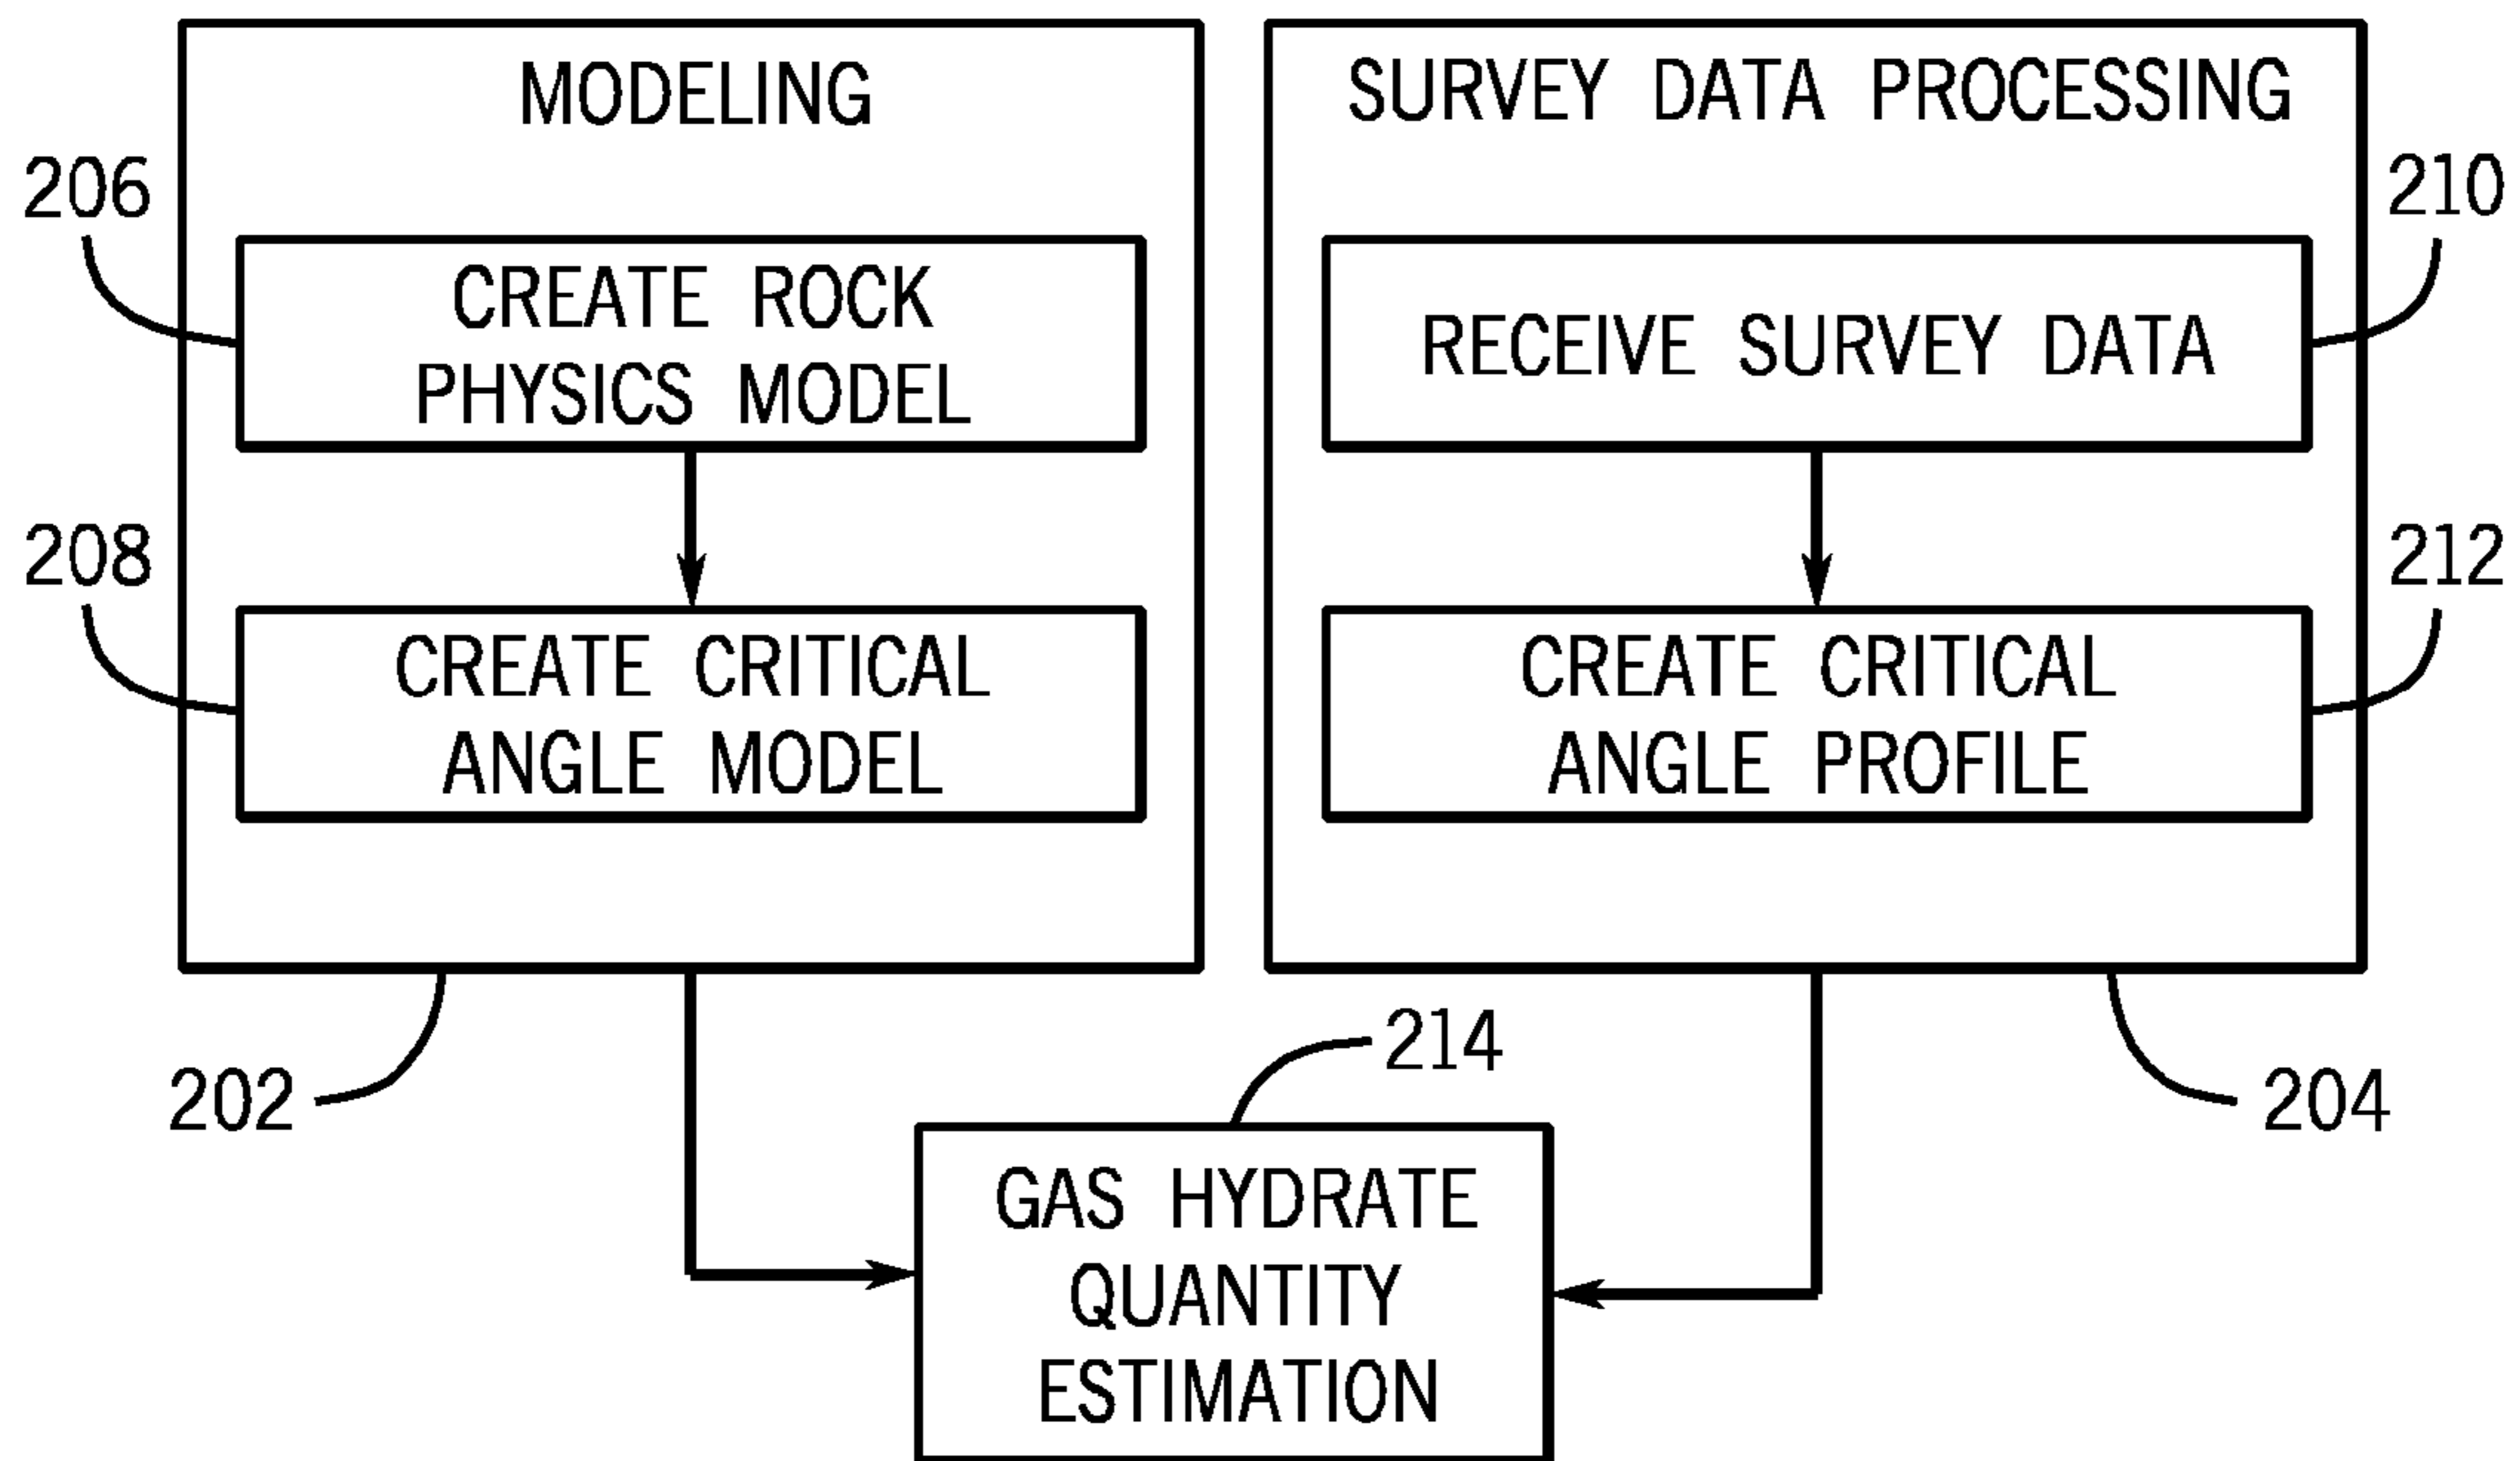 MODELING
206
CREATE ROCK
PHYSICS MODEL
208
CREATE CRITICAL
ANGLE MODEL
202
SURVEY DATA PROCESSING
210
RECEIVE SURVEY DATA
212
CREATE CRITICAL
ANGLE PROFILE
204
214
GAS HYDRATE
QUANTITY
ESTIMATION